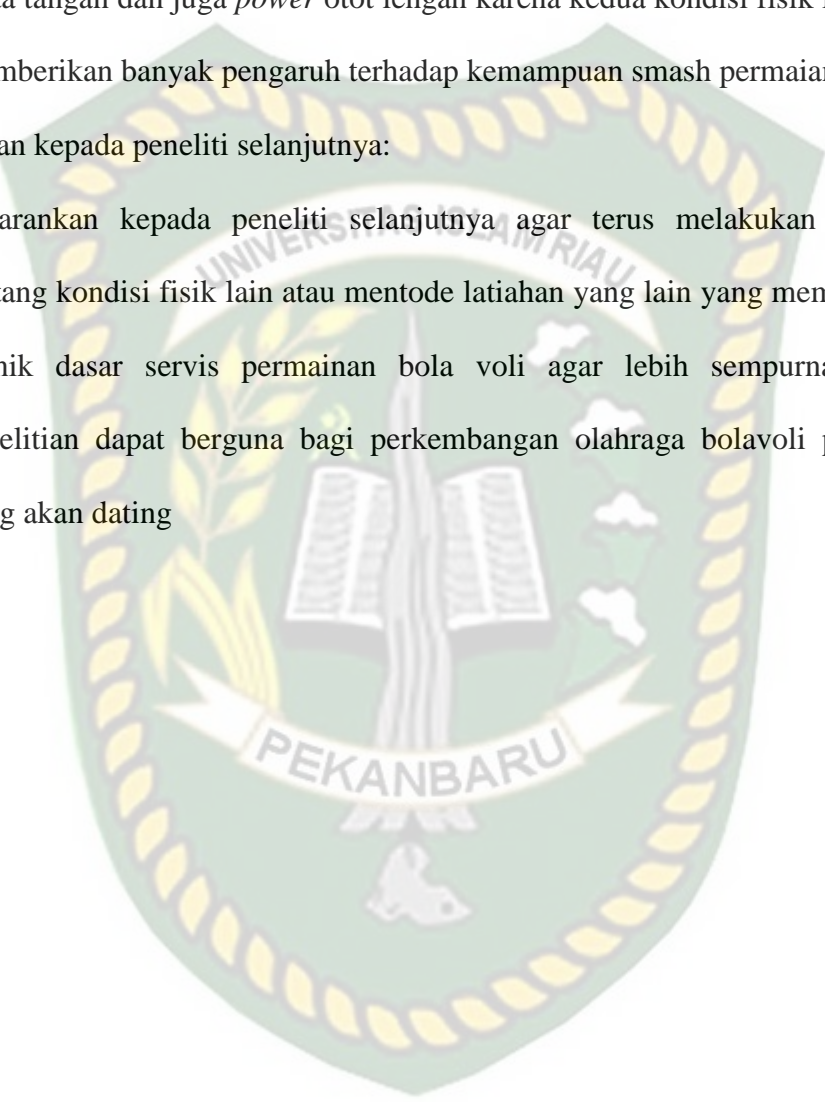 tangan dan juga power otot lengan karena kedua kondisi fisik
mberikan banyak pengaruh terhadap kemampuan smash permaian
an kepada peneliti selanjutnya:
arankan kepada peneliti selanjutnya agar terus melakukan
tang kondisi fisik lain atau mentode latiahan yang lain yang mem
nik dasar servis permainan bola voli agar lebih sempurna
elitian dapat berguna bagi perkembangan olahraga bolavoli p
g akan dating
UNIVERSITAS ISLAM RIAU
PEKANBARU